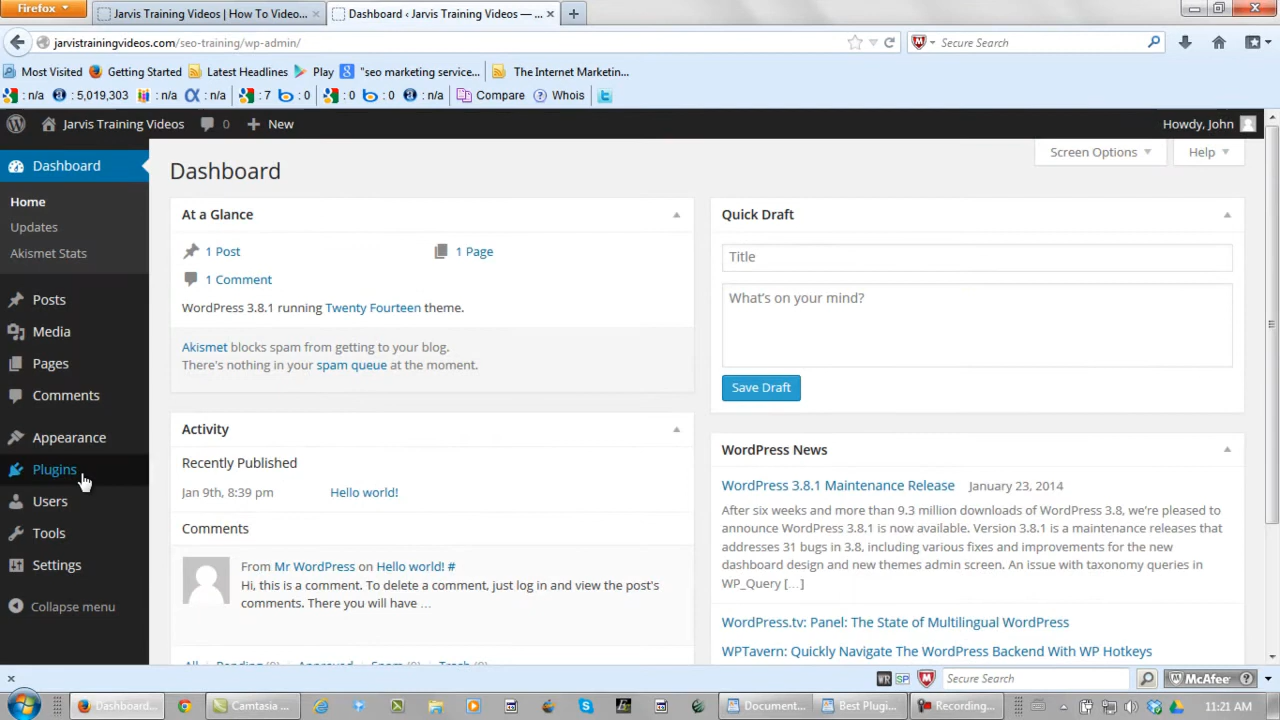 Firefox
Jarvis Training Videos | How To Video...
Dashboard ‹ Jarvis Training Videos — ...
jarvistrainingvideos.com/seo-training/wp-admin/
Secure Search
Most Visited
Getting Started
Latest Headlines
Play
"seo marketing service...
The Internet Marketin...
: n/a
: 5,019,303
: n/a
: n/a
: 7
: 0
: 0
: 0
: n/a
Compare
Whois
Jarvis Training Videos
0
New
Howdy, John
Dashboard
Home
Updates
Akismet Stats
Posts
Media
Pages
Comments
Appearance
Plugins
Users
Tools
Settings
Collapse menu
Screen Options
Help
Dashboard
At a Glance
1 Post
1 Page
1 Comment
WordPress 3.8.1 running Twenty Fourteen theme.
Akismet blocks spam from getting to your blog.
There's nothing in your spam queue at the moment.
Activity
Recently Published
Jan 9th, 8:39 pm Hello world!
Comments
From Mr WordPress on Hello world! #
Hi, this is a comment. To delete a comment, just log in and view the post's
comments. There you will have …
All Pending (0) Approved Spam (0) Trash (0)
Quick Draft
Title
What's on your mind?
Save Draft
WordPress News
WordPress 3.8.1 Maintenance Release January 23, 2014
After six weeks and more than 9.3 million downloads of WordPress 3.8, we're pleased to
announce WordPress 3.8.1 is now available. Version 3.8.1 is a maintenance releases that
addresses 31 bugs in 3.8, including various fixes and improvements for the new
dashboard design and new themes admin screen. An issue with taxonomy queries in
WP_Query […]
WordPress.tv: Panel: The State of Multilingual WordPress
WPTavern: Quickly Navigate The WordPress Backend With WP Hotkeys
WR
SP
Secure Search
McAfee
Dashboard...
Camtasia ...
Document...
Best Plugi...
Recording...
11:21 AM